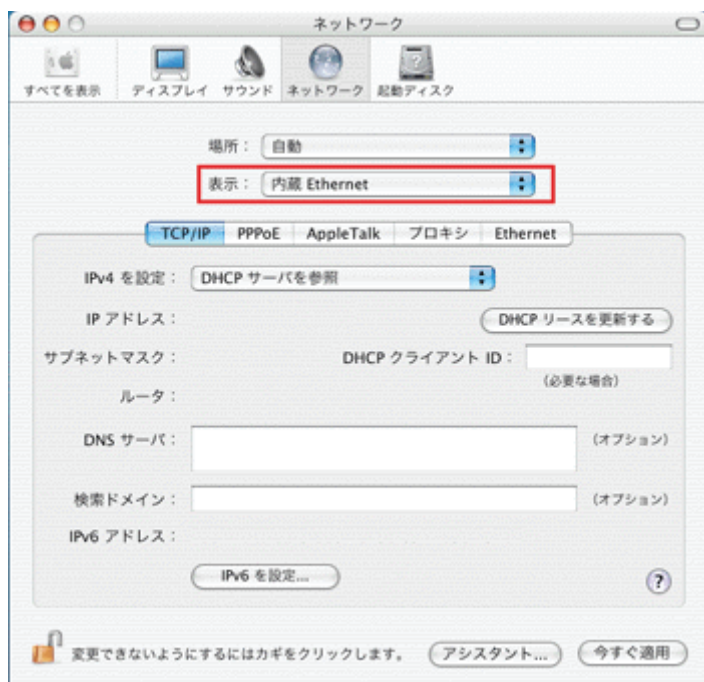 ネットワーク
すべてを表示 ディスプレイ サウンド ネットワーク 起動ディスク
場所： 自動
表示： 内蔵 Ethernet
TCP/IP PPPoE AppleTalk プロキシ Ethernet
IPv4 を設定： DHCP サーバを参照
IP アドレス： DHCP リースを更新する
サブネットマスク： DHCP クライアント ID：
(必要な場合)
ルータ：
DNS サーバ： (オプション)
検索ドメイン： (オプション)
IPv6 アドレス：
IPv6 を設定... ?
変更できないようにするにはカギをクリックします。 アシスタント... 今すぐ適用